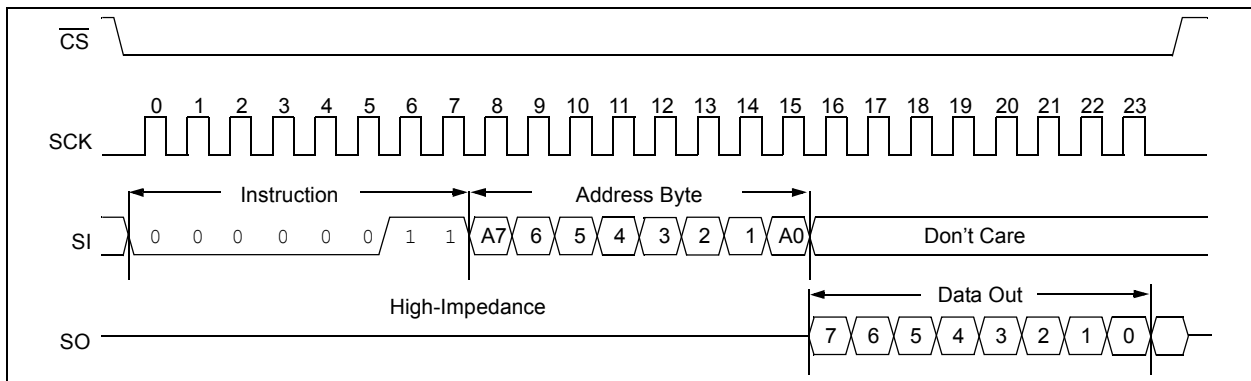 CS
0 1 2 3 4 5 6 7 8 9 10 11 12 13 14 15 16 17 18 19 20 21 22 23
SCK
Instruction Address Byte
SI 0 0 0 0 0 0 1 1 A7 6 5 4 3 2 1 A0 Don't Care
High-Impedance Data Out
SO 7 6 5 4 3 2 1 0